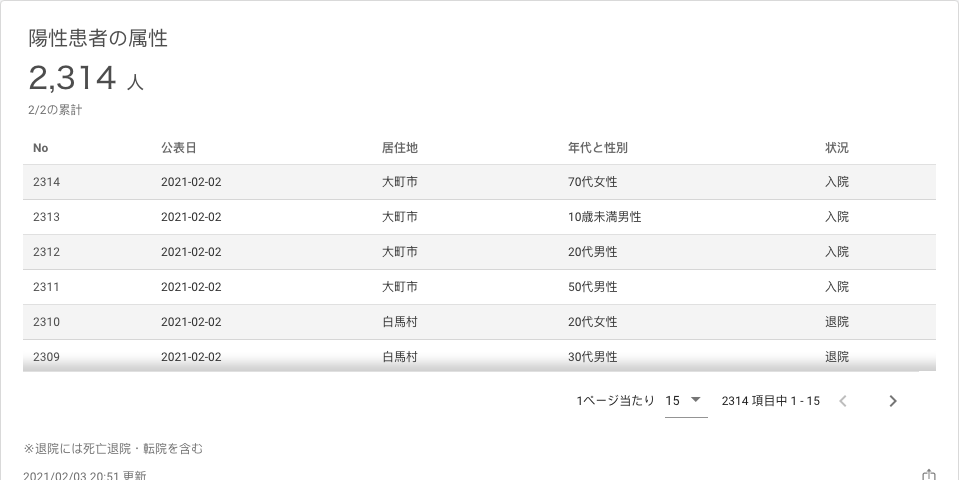 陽性患者の属性
2,314 人
2/2の累計
No 公表日 居住地 年代と性別 状況
2314 2021-02-02 大町市 70代女性 入院
2313 2021-02-02 大町市 10歳未満男性 入院
2312 2021-02-02 大町市 20代男性 入院
2311 2021-02-02 大町市 50代男性 入院
2310 2021-02-02 白馬村 20代女性 退院
2309 2021-02-02 白馬村 30代男性 退院
1ページ当たり 15 2314 項目中 1 - 15
※退院には死亡退院・転院を含む
2021/02/03 20:51 更新